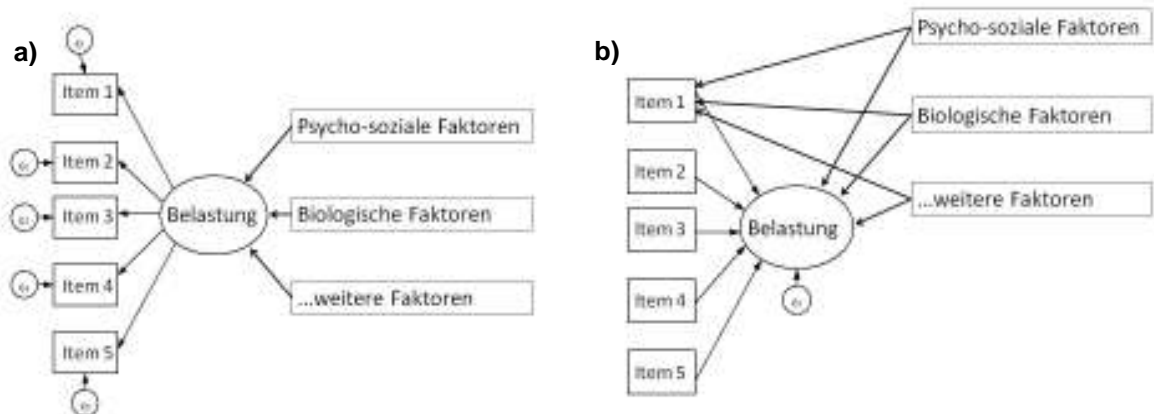 a)
Item 1
Item 2
Item 3
Item 4
Item 5
Belastung
Psycho-soziale Faktoren
Biologische Faktoren
...weitere Faktoren
b)
Item 1
Item 2
Item 3
Item 4
Item 5
Belastung
Psycho-soziale Faktoren
Biologische Faktoren
...weitere Faktoren